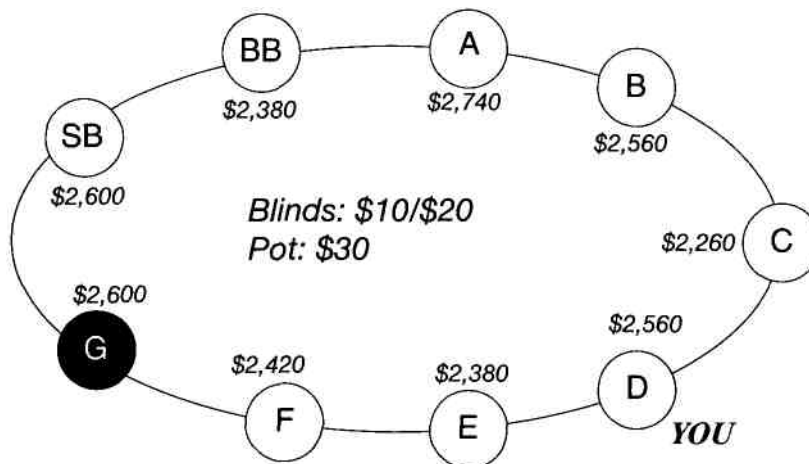 BB
$2,380
A
$2,740
B
$2,560
SB
$2,600
Blinds: $10/$20
Pot: $30
C
$2,260
$2,600
G
$2,420
F
$2,380
E
$2,560
D
YOU